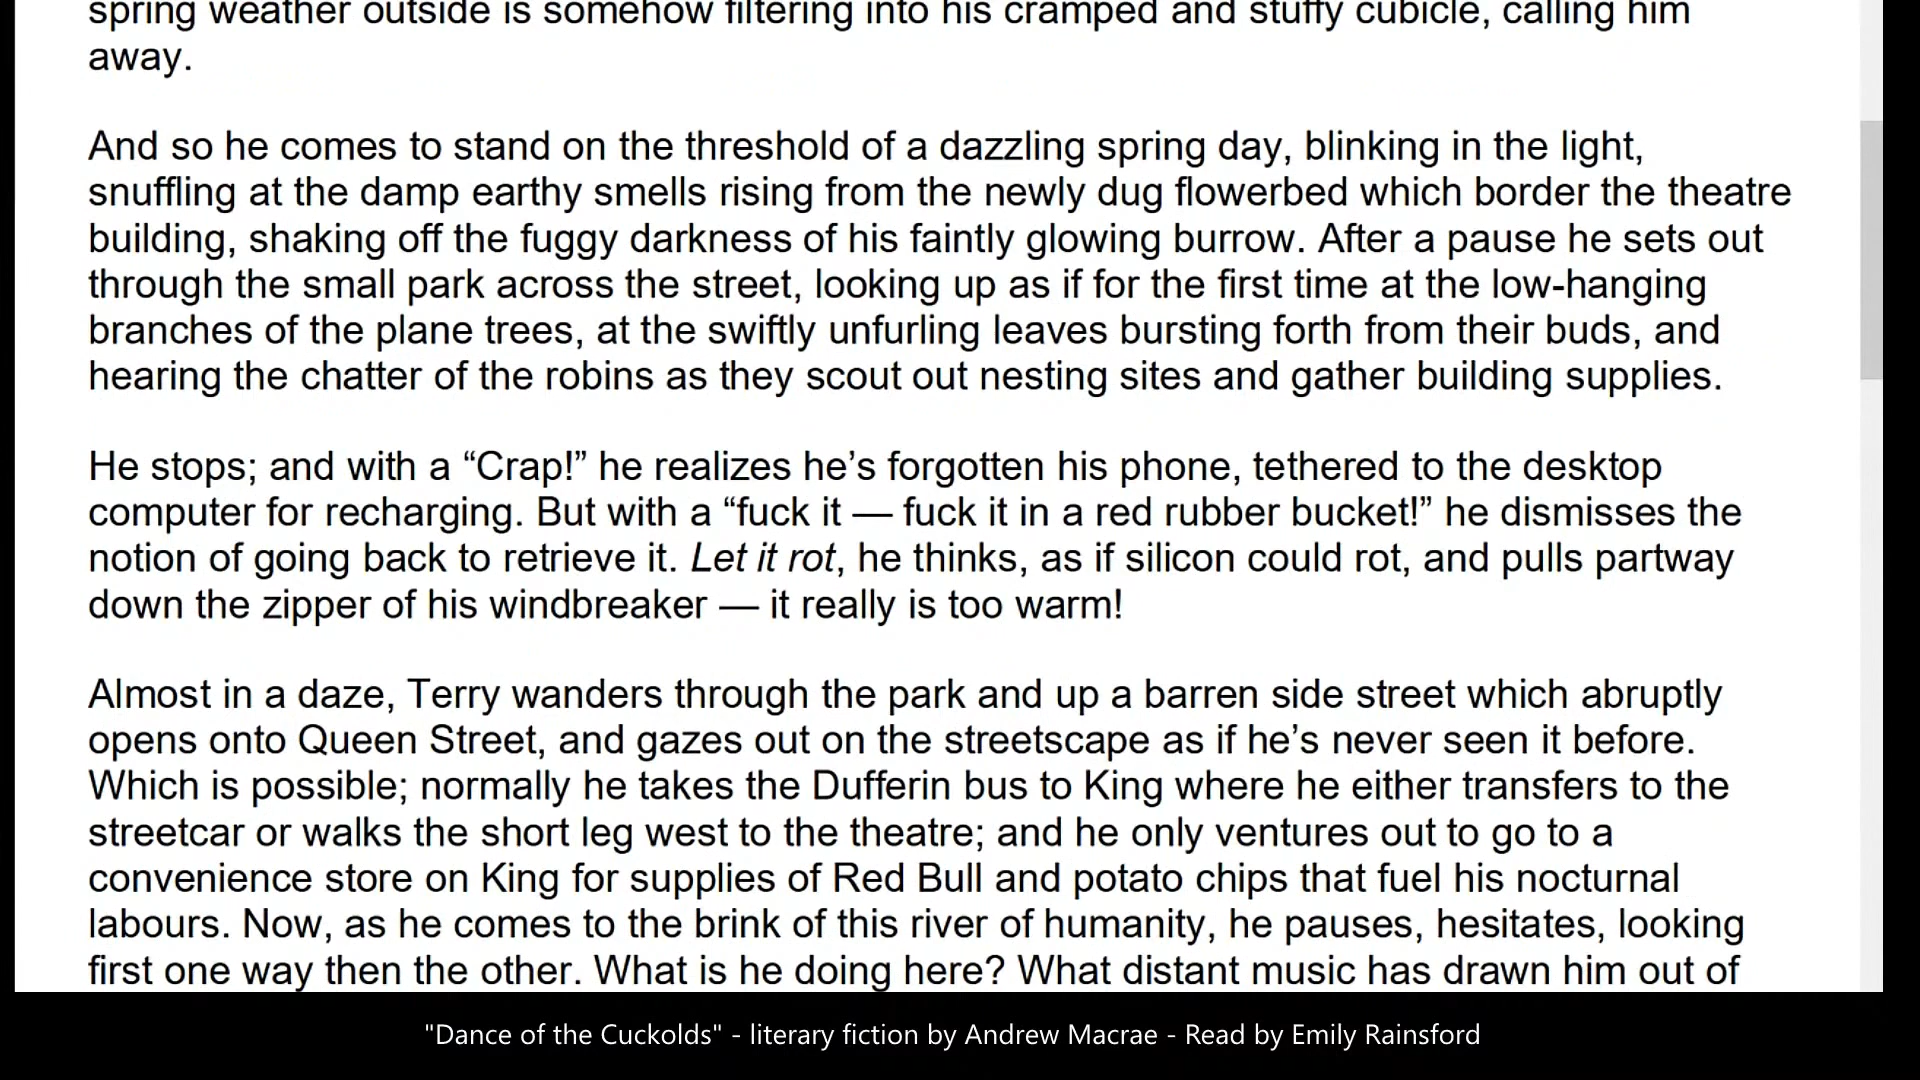 spring weather outside is somehow filtering into his cramped and stuffy cubicle, calling him
away.
And so he comes to stand on the threshold of a dazzling spring day, blinking in the light,
snuffling at the damp earthy smells rising from the newly dug flowerbed which border the theatre
building, shaking off the fuggy darkness of his faintly glowing burrow. After a pause he sets out
through the small park across the street, looking up as if for the first time at the low-hanging
branches of the plane trees, at the swiftly unfurling leaves bursting forth from their buds, and
hearing the chatter of the robins as they scout out nesting sites and gather building supplies.
He stops; and with a “Crap!” he realizes he’s forgotten his phone, tethered to the desktop
computer for recharging. But with a “fuck it — fuck it in a red rubber bucket!” he dismisses the
notion of going back to retrieve it. Let it rot, he thinks, as if silicon could rot, and pulls partway
down the zipper of his windbreaker — it really is too warm!
Almost in a daze, Terry wanders through the park and up a barren side street which abruptly
opens onto Queen Street, and gazes out on the streetscape as if he’s never seen it before.
Which is possible; normally he takes the Dufferin bus to King where he either transfers to the
streetcar or walks the short leg west to the theatre; and he only ventures out to go to a
convenience store on King for supplies of Red Bull and potato chips that fuel his nocturnal
labours. Now, as he comes to the brink of this river of humanity, he pauses, hesitates, looking
first one way then the other. What is he doing here? What distant music has drawn him out of
"Dance of the Cuckolds" - literary fiction by Andrew Macrae - Read by Emily Rainsford